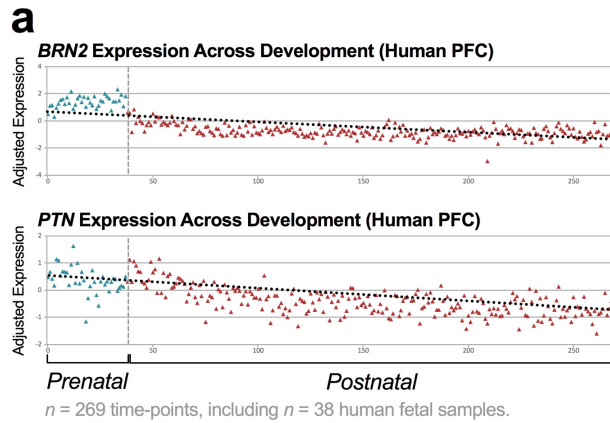 a
BRN2 Expression Across Development (Human PFC)
Adjusted Expression
4
2
0
-2
-4
0 50 100 150 200 250
PTN Expression Across Development (Human PFC)
Adjusted Expression
2
1
0
-1
-2
0 50 100 150 200 250
Prenatal Postnatal
n = 269 time-points, including n = 38 human fetal samples.